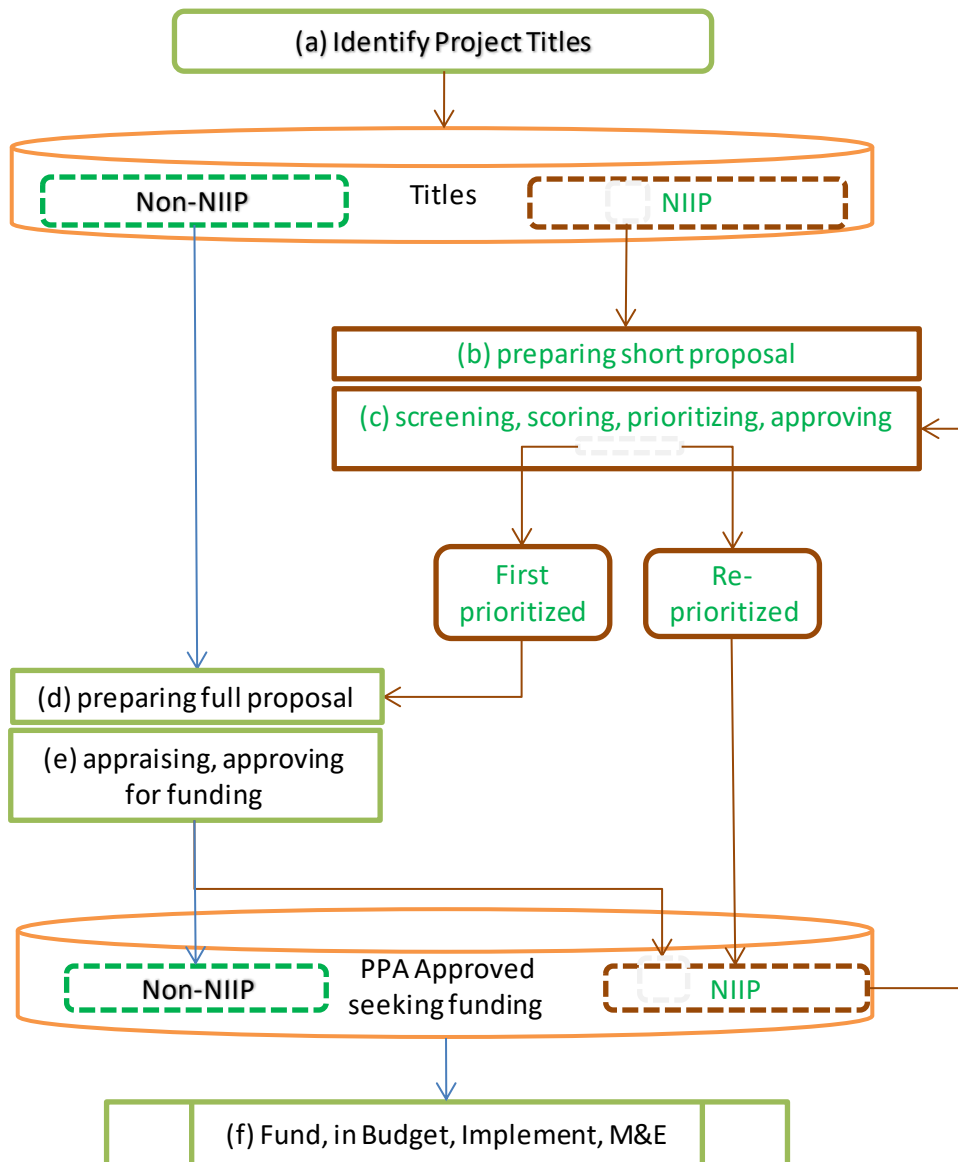 (a) Identify Project Titles
Non-NIIP
Titles
NIIP
(b) preparing short proposal
(c) screening, scoring, prioritizing, approving
First
prioritized
Re-
prioritized
(d) preparing full proposal
(e) appraising, approving
for funding
Non-NIIP
PPA Approved
seeking funding
NIIP
(f) Fund, in Budget, Implement, M&E